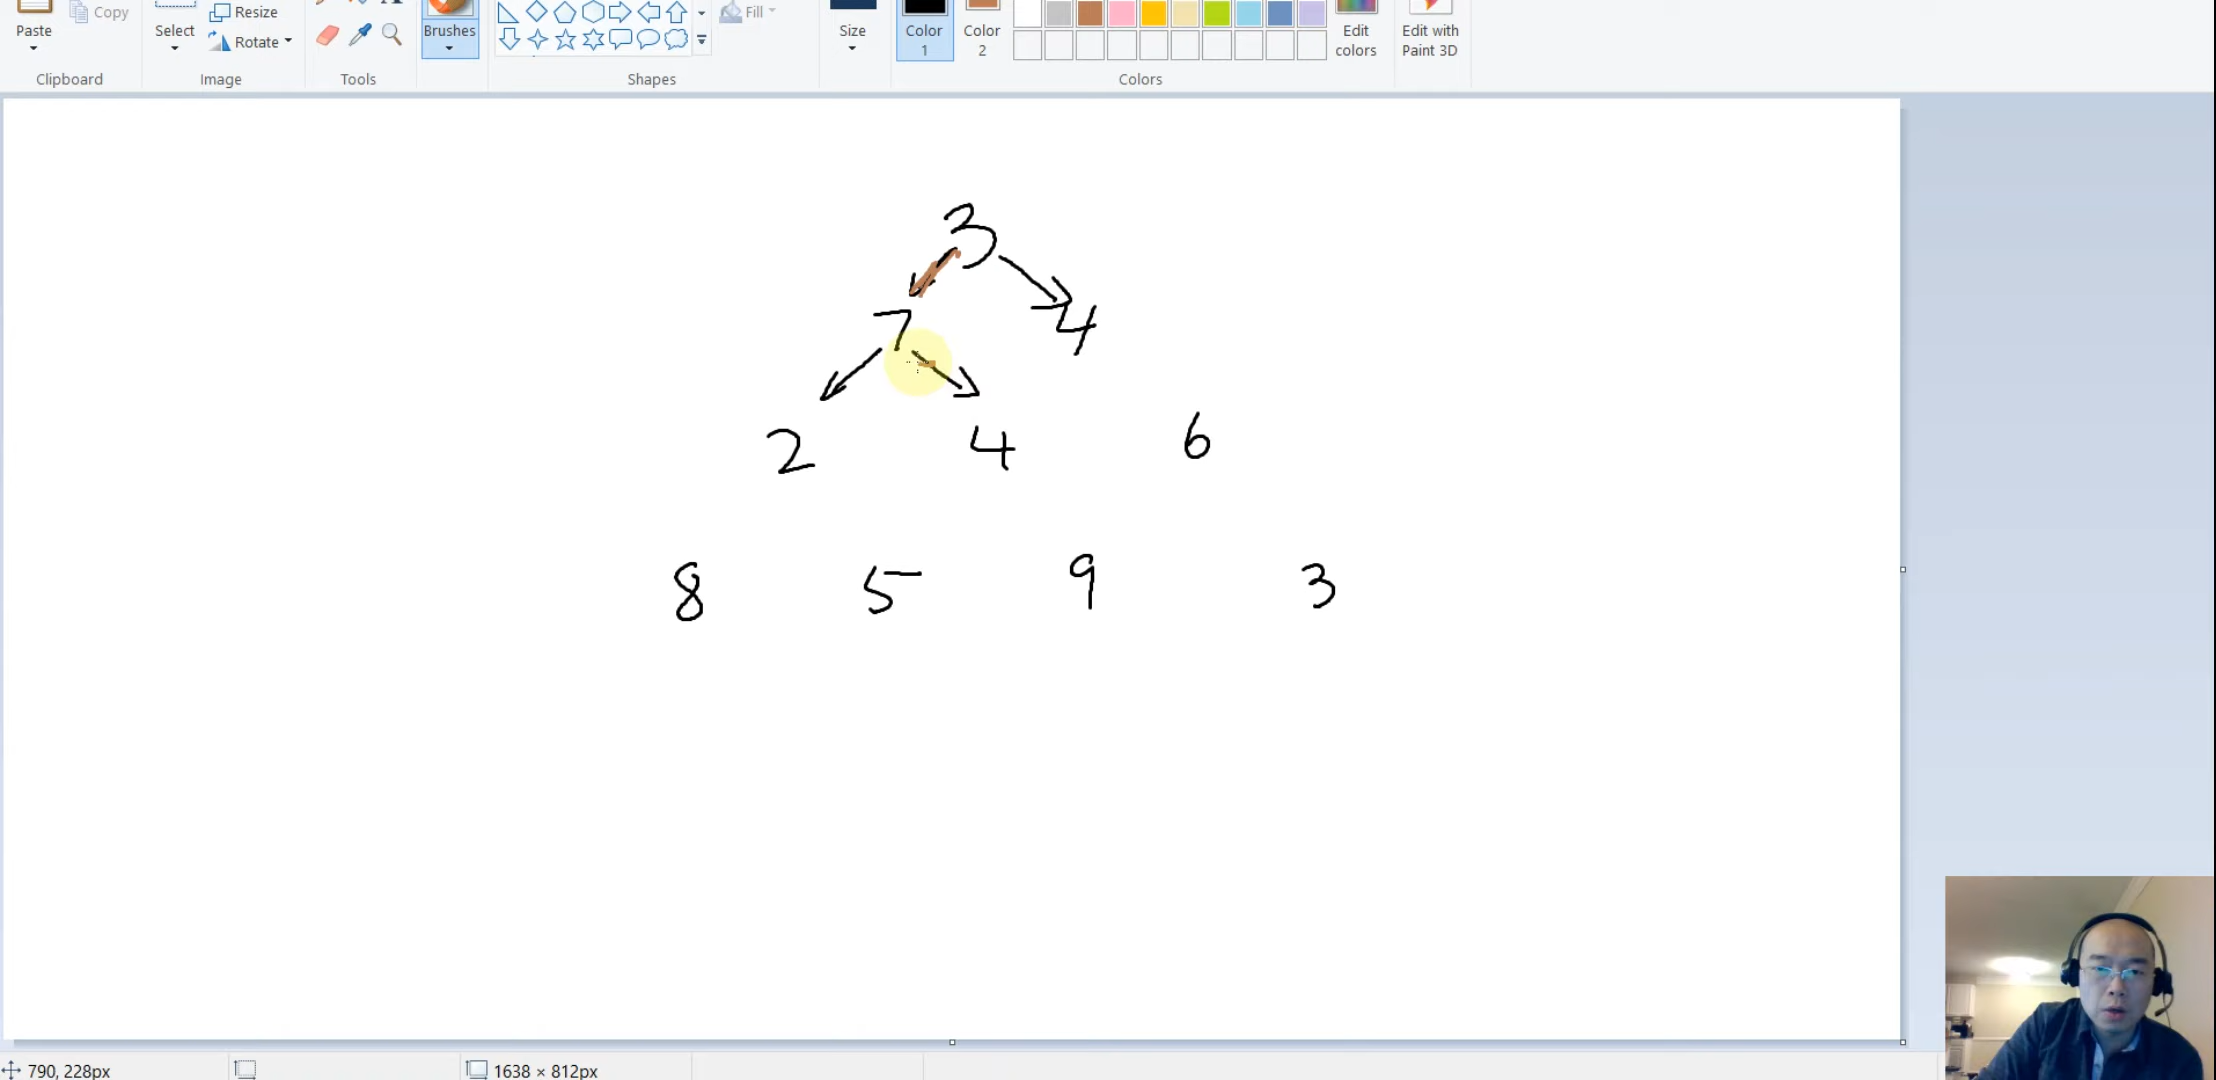 Copy
Resize
Paste Select Brushes Fill Size Color Color Edit Edit with
Rotate 1 2 colors Paint 3D
Clipboard Image Tools Shapes Colors
3
7 4
2 4 6
8 5 9 3
790, 228px 1638 × 812px